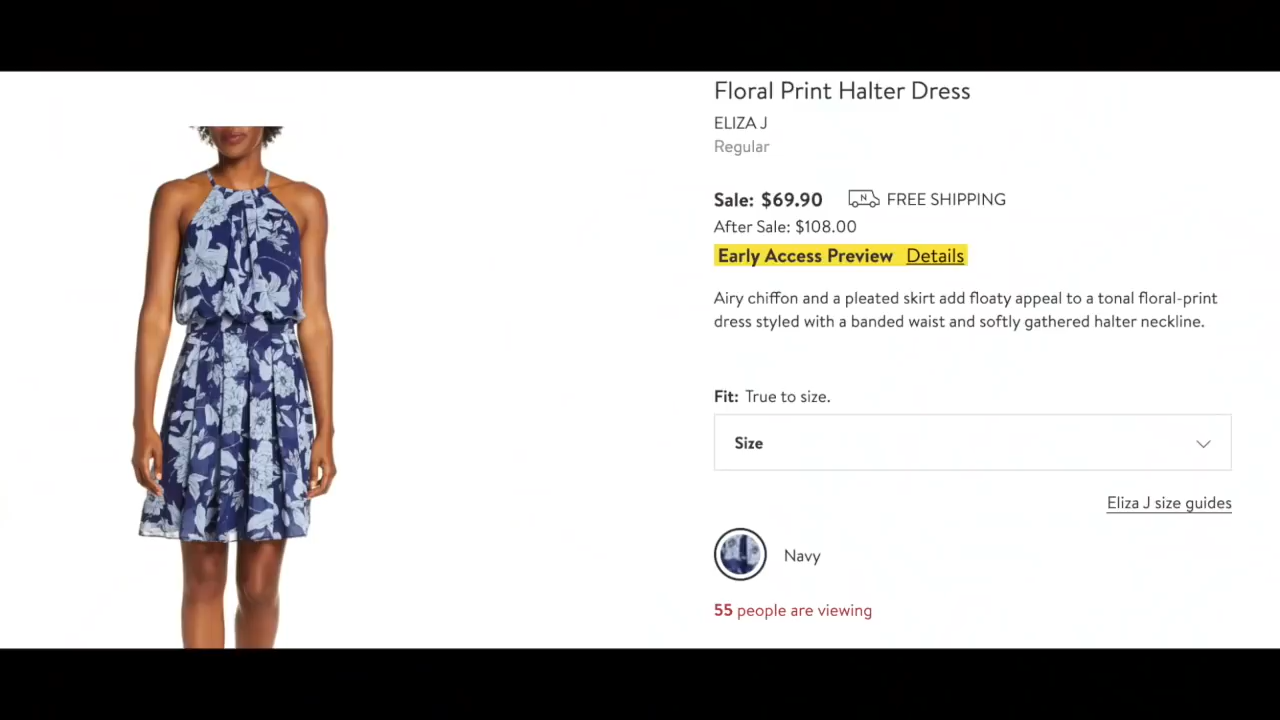 Floral Print Halter Dress
ELIZA J
Regular
Sale: $69.90 N FREE SHIPPING
After Sale: $108.00
Early Access Preview Details
Airy chiffon and a pleated skirt add floaty appeal to a tonal floral-print
dress styled with a banded waist and softly gathered halter neckline.
Fit: True to size.
Size
Eliza J size guides
Navy
55 people are viewing